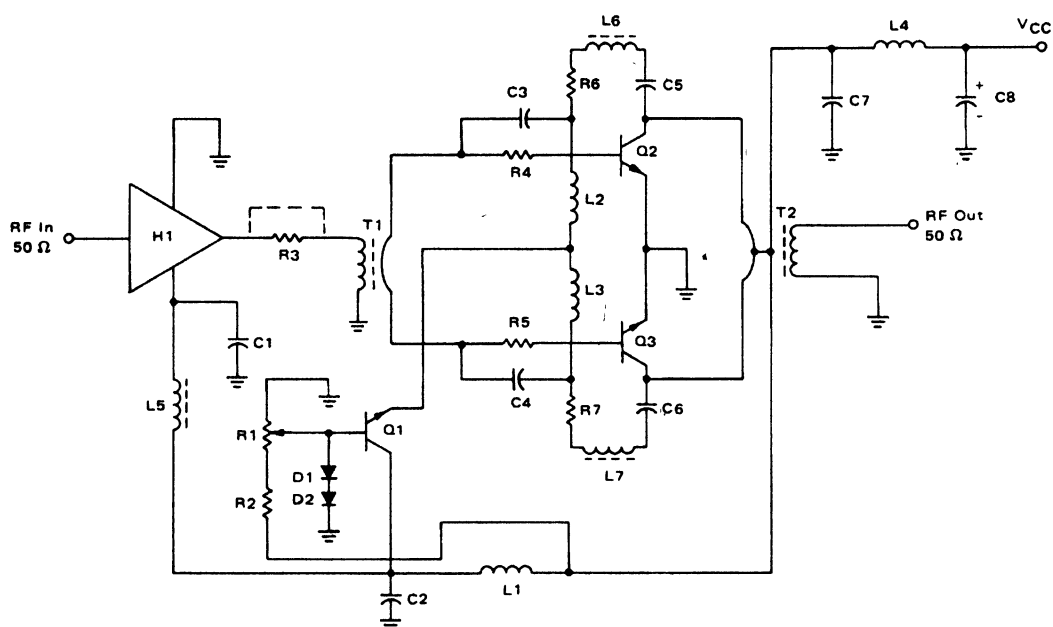 L6
L4
VCC
R6
C5
C3
C7
+
C8
-
Q2
R4
L2
T1
T2
RF In
50 Ω
H1
R3
RF Out
50 Ω
L3
R5
Q3
C1
C4
R7
C6
L5
R1
Q1
L7
D1
R2
D2
L1
C2